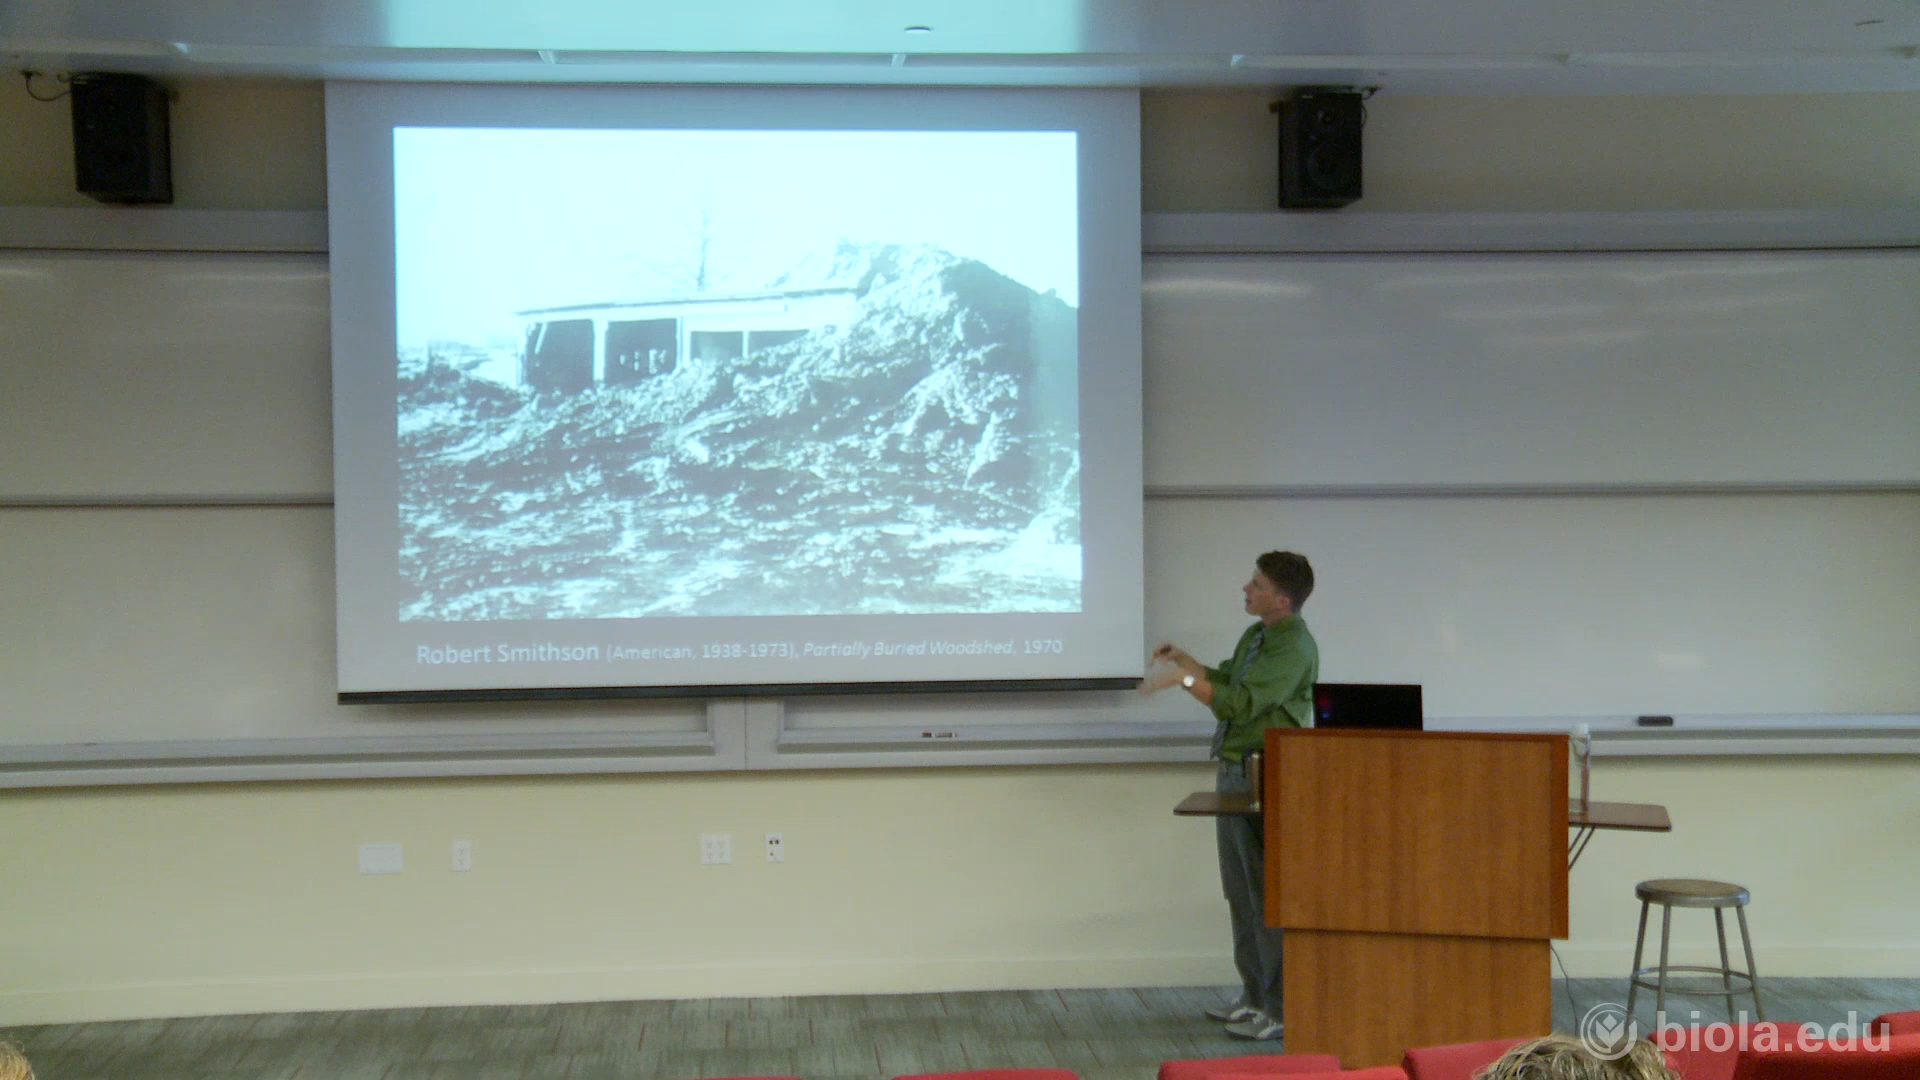 Robert Smithson (American, 1938-1973), Partially Buried Woodshed, 1970
biola.edu